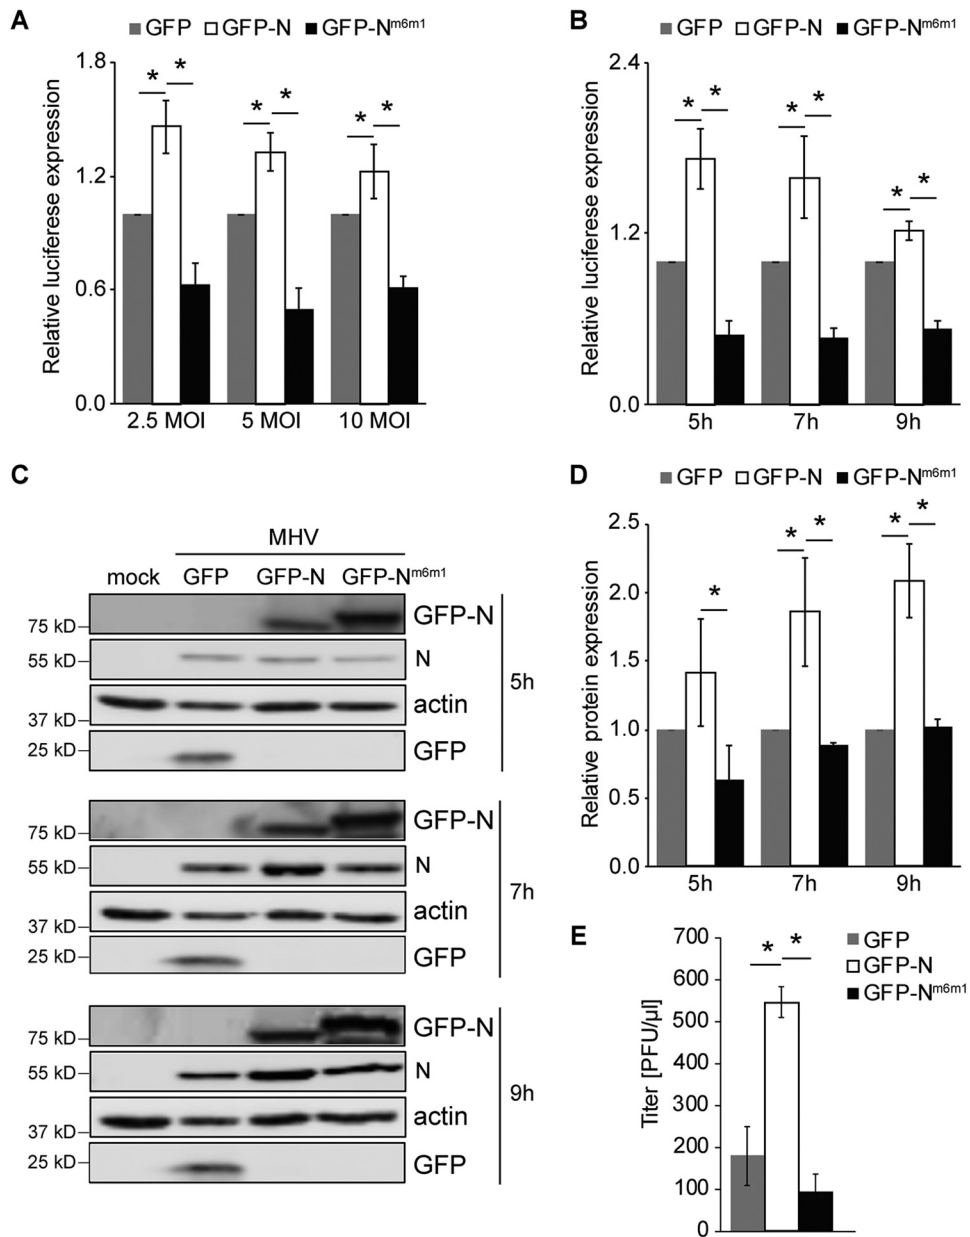 A
GFP GFP-N GFP-Nm6m1
Relative luciferese expression
1.8
1.2
0.6
0.0
* * * * * *
2.5 MOI 5 MOI 10 MOI
B
GFP GFP-N GFP-Nm6m1
Relative luciferese expression
2.4
1.2
0.0
* * * * * *
5h 7h 9h
C
MHV
mock GFP GFP-N GFP-Nm6m1
75 kD GFP-N
55 kD N
actin
37 kD
25 kD GFP
5h
75 kD GFP-N
55 kD N
actin
37 kD
25 kD GFP
7h
75 kD GFP-N
55 kD N
actin
37 kD
25 kD GFP
9h
D
GFP GFP-N GFP-Nm6m1
Relative protein expression
2.5
2.0
1.5
1.0
0.5
0.0
* * * * *
5h 7h 9h
E
GFP
GFP-N
GFP-Nm6m1
Titer [PFU/µl]
700
600
500
400
300
200
100
0
* *